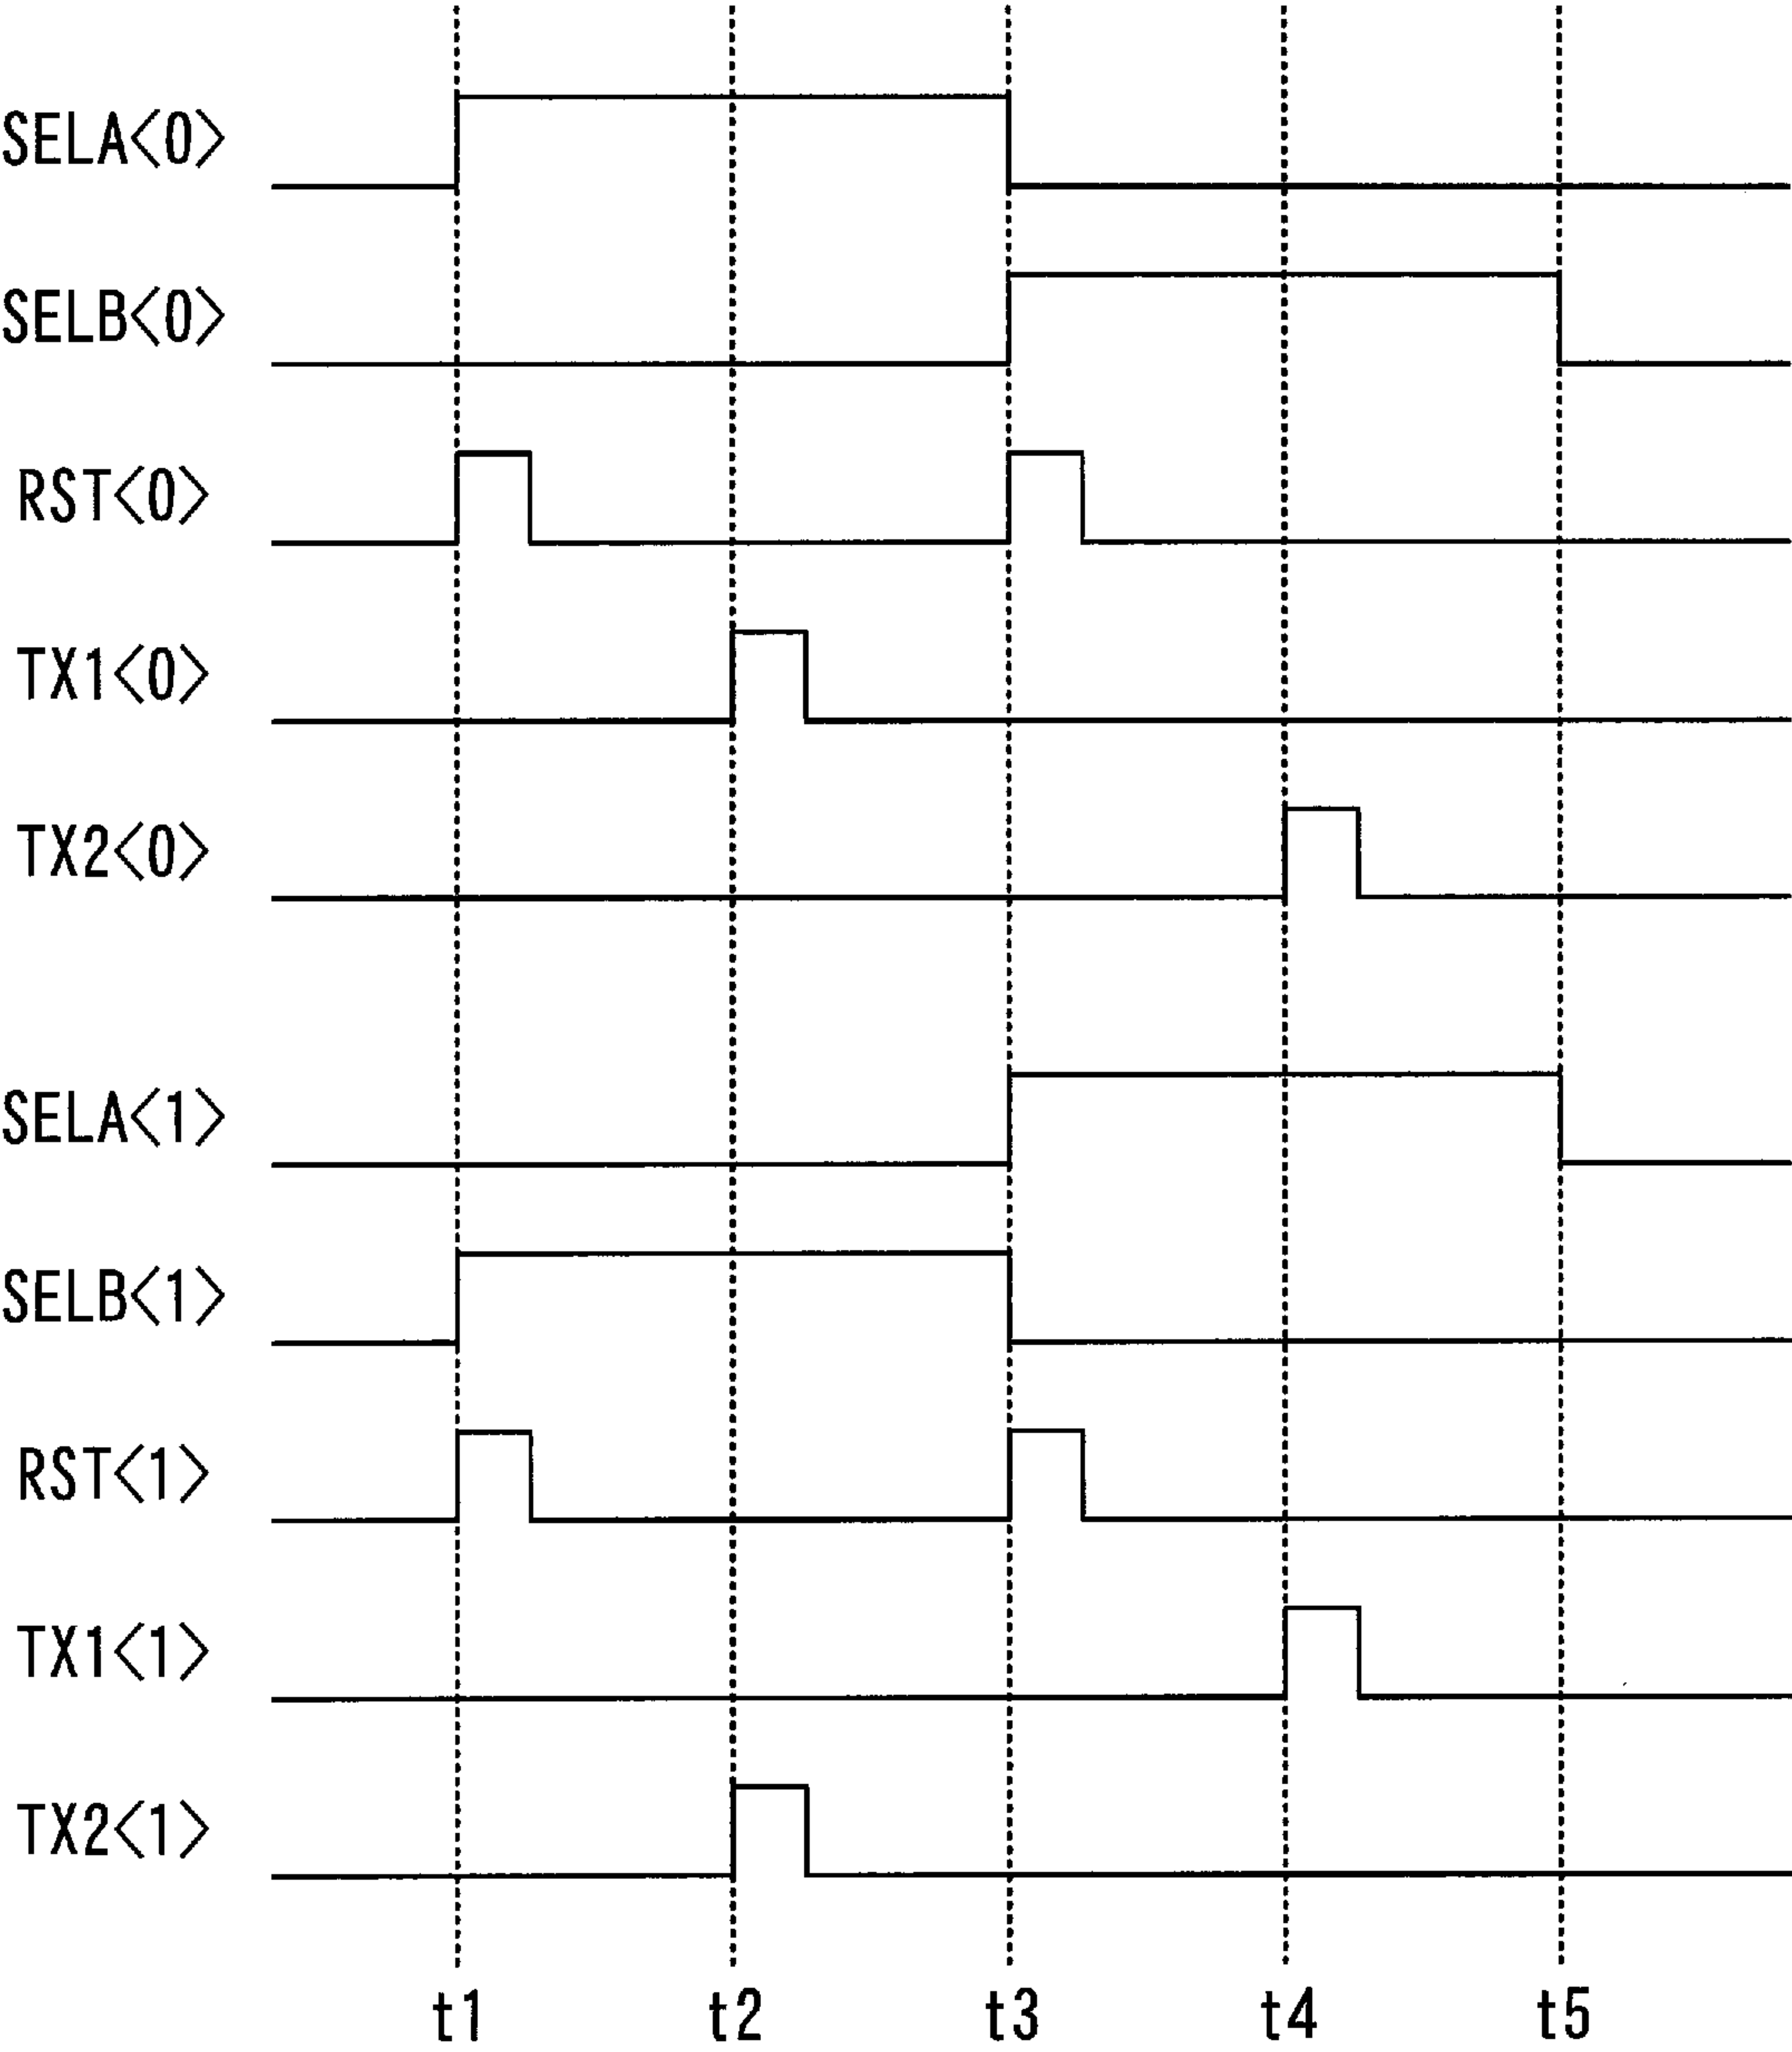 SELA<0>
SELB<0>
RST<0>
TX1<0>
TX2<0>
SELA<1>
SELB<1>
RST<1>
TX1<1>
TX2<1>
t1 t2 t3 t4 t5